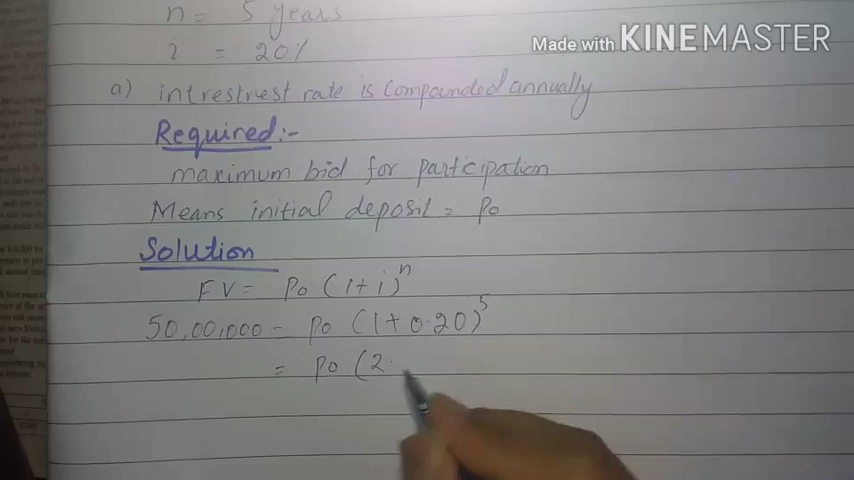 n = 5 years
i = 20%
Made with KINEMASTER
a) intrestrest rate is Compounded annually
Required:-
maximum bid for participation
Means initial deposit = Po
Solution
FV = Po (1+i)^n
50,00,000 = Po (1+0.20)^5
= Po (2.